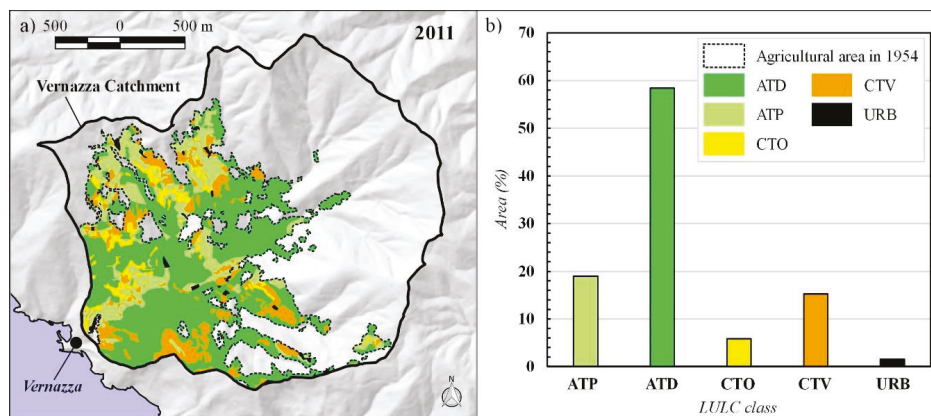 a)
500 0 500 m
2011
Vernazza Catchment
Vernazza
N
b)
70
60
50
40
30
20
10
0
Area (%)
Agricultural area in 1954
ATD
CTV
ATP
URB
CTO
ATP ATD CTO CTV URB
LULC class